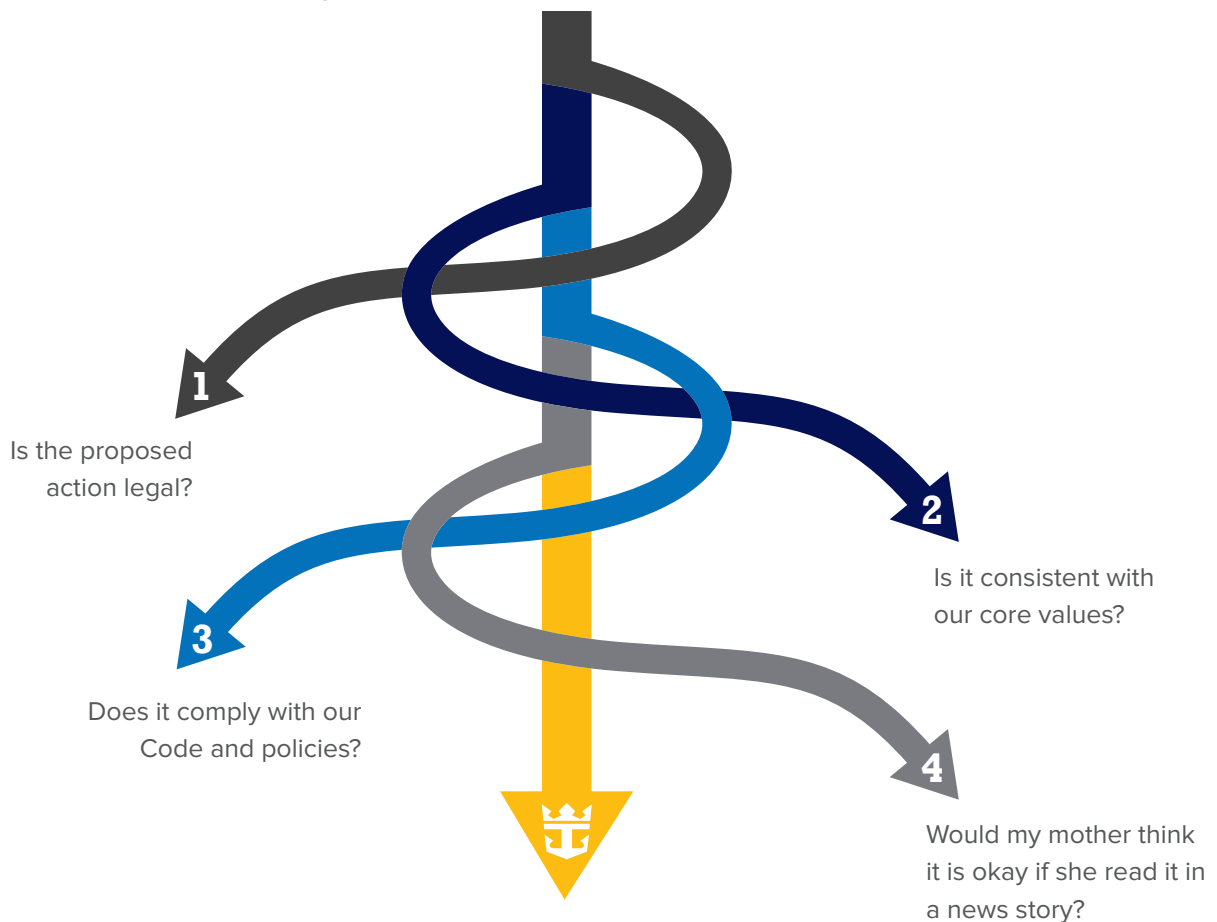 1
Is the proposed
action legal?
2
Is it consistent with
our core values?
3
Does it comply with our
Code and policies?
4
Would my mother think
it is okay if she read it in
a news story?